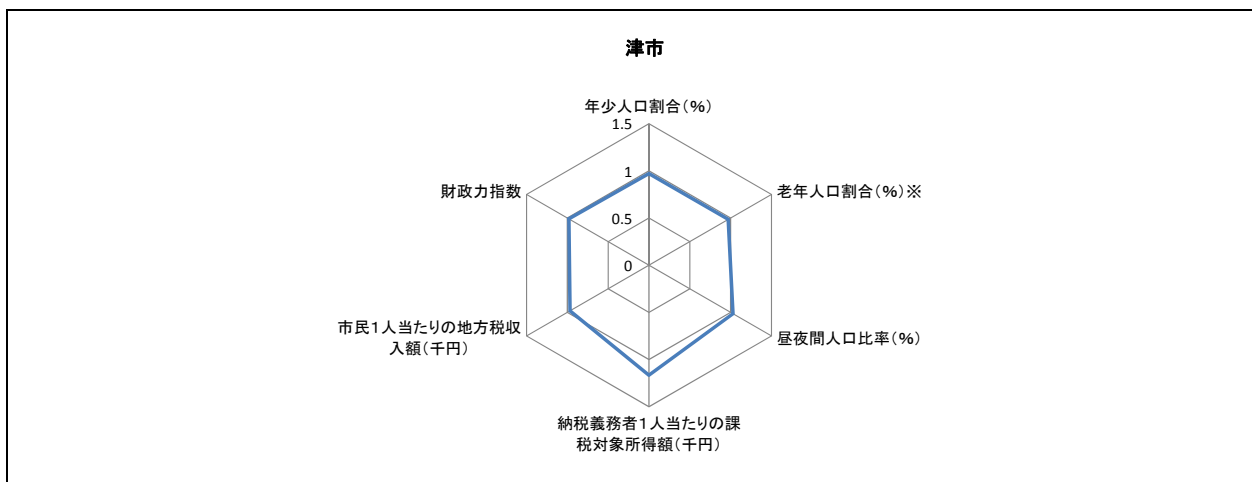 津市
年少人口割合(%)
1.5
1
0.5
0
財政力指数
老年人口割合(%)※
市民1人当たりの地方税収
入額(千円)
昼夜間人口比率(%)
納税義務者1人当たりの課
税対象所得額(千円)